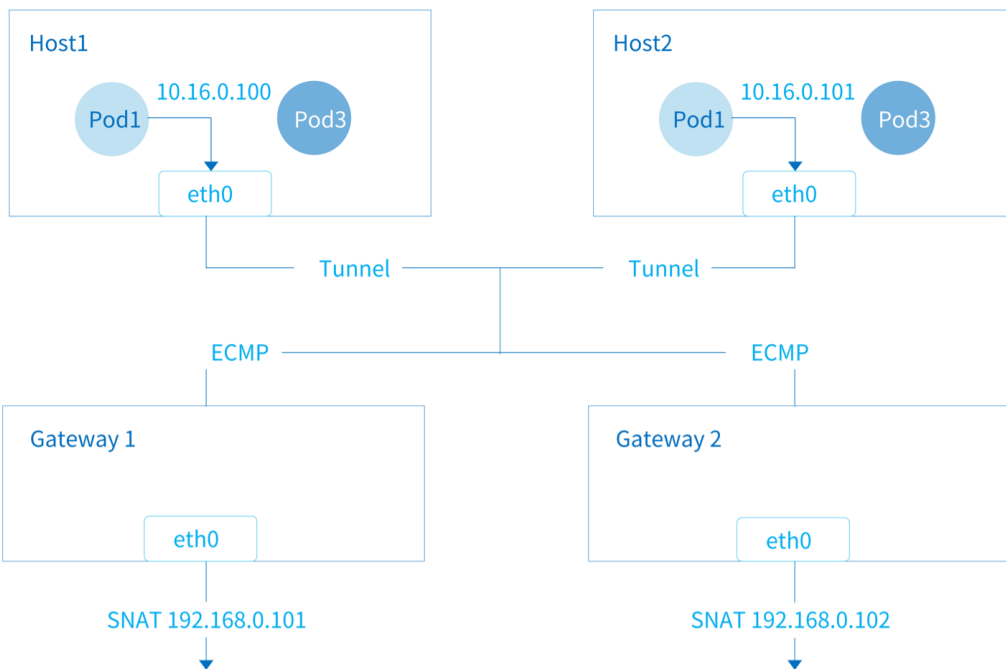 Host1
Host2
10.16.0.100
10.16.0.101
Pod1
Pod3
Pod1
Pod3
eth0
eth0
Tunnel
Tunnel
ECMP
ECMP
Gateway 1
Gateway 2
eth0
eth0
SNAT 192.168.0.101
SNAT 192.168.0.102